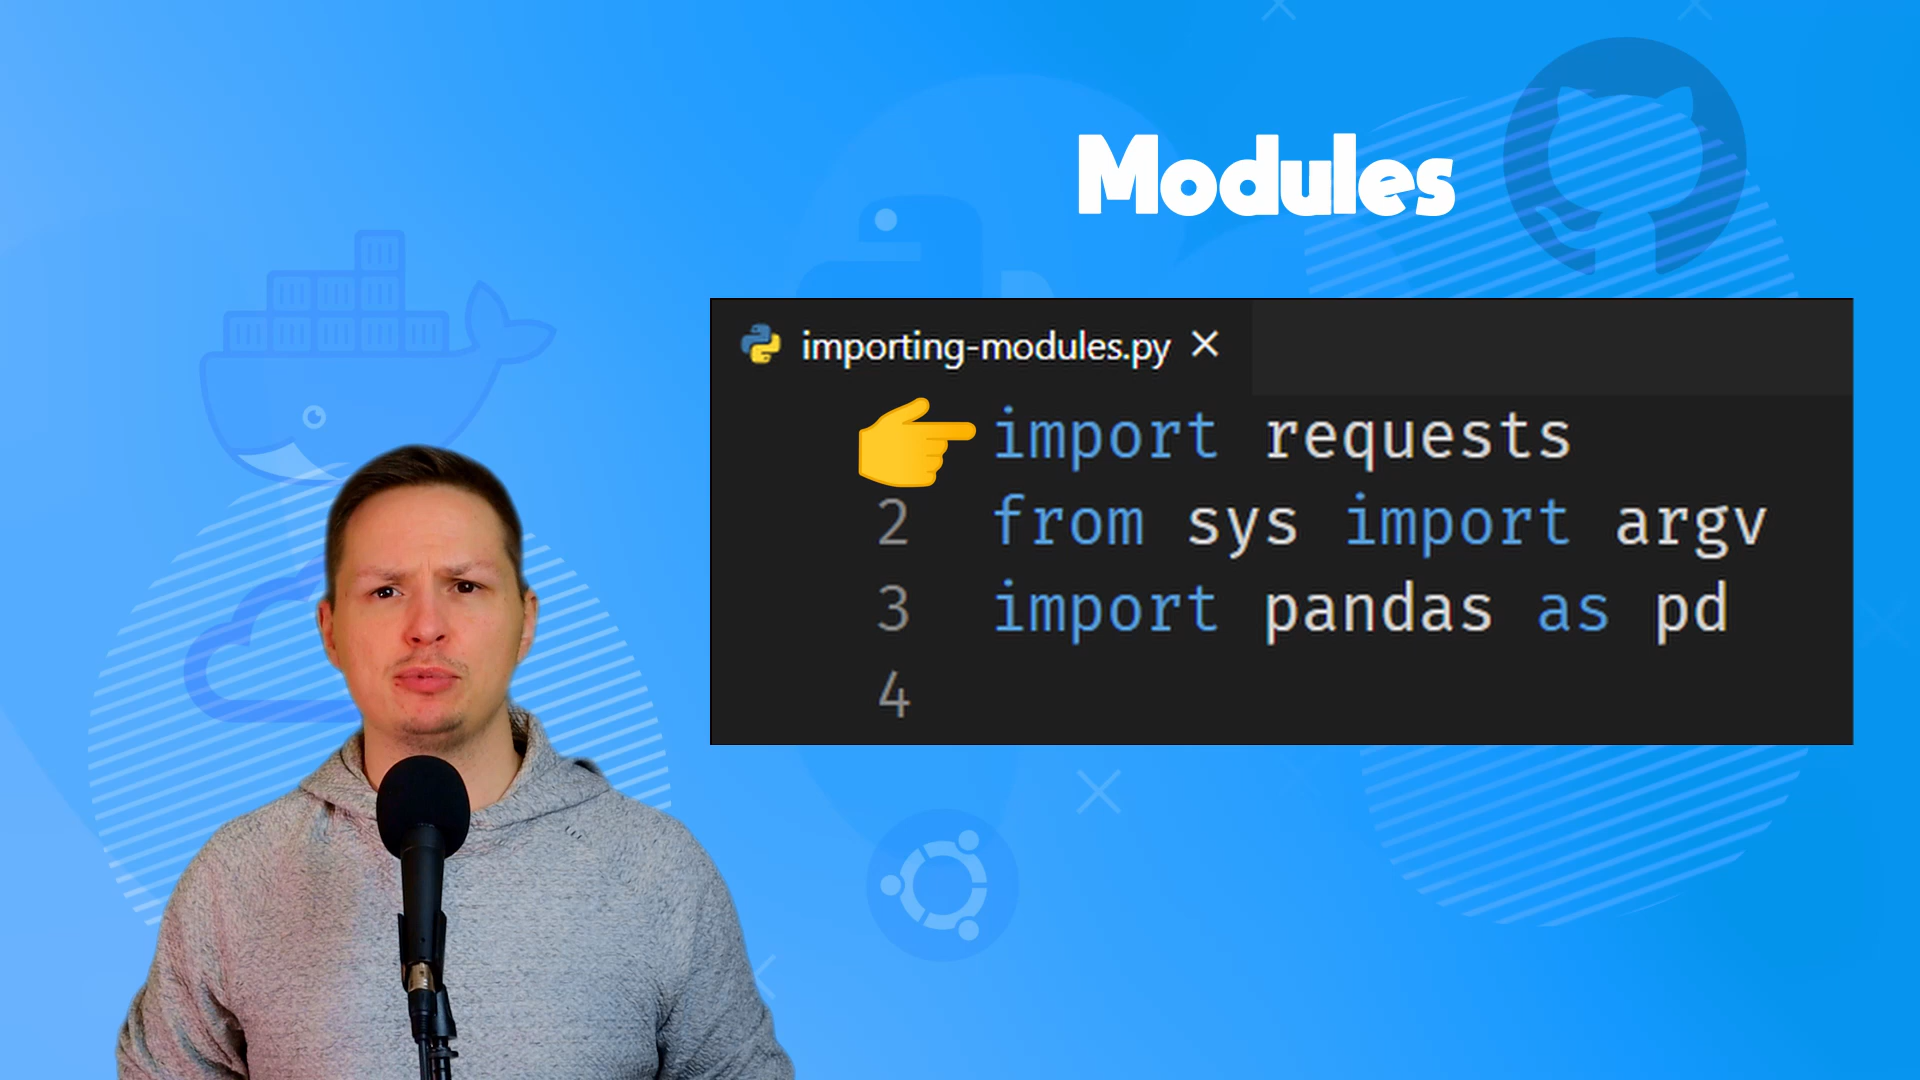 Modules
importing-modules.py
import requests
2 from sys import argv
3 import pandas as pd
4